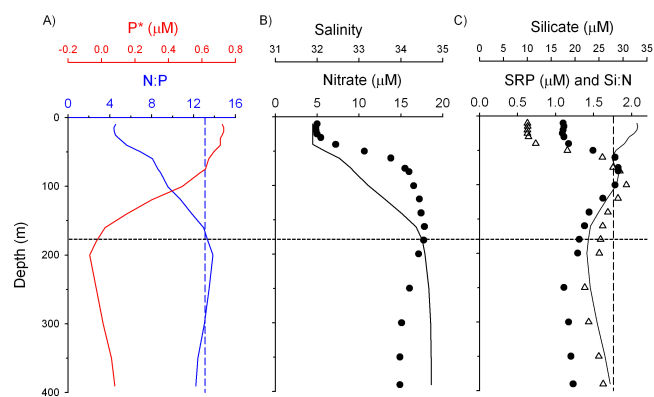 A)
P* (μM)
-0.2 0.0 0.2 0.4 0.6 0.8
N:P
0 4 8 12 16
B)
Salinity
31 32 33 34 35
Nitrate (μM)
0 5 10 15 20
C)
Silicate (μM)
0 5 10 15 20 25 30 35
SRP (μM) and Si:N
0.0 0.5 1.0 1.5 2.0
Depth (m)
0
100
200
300
400